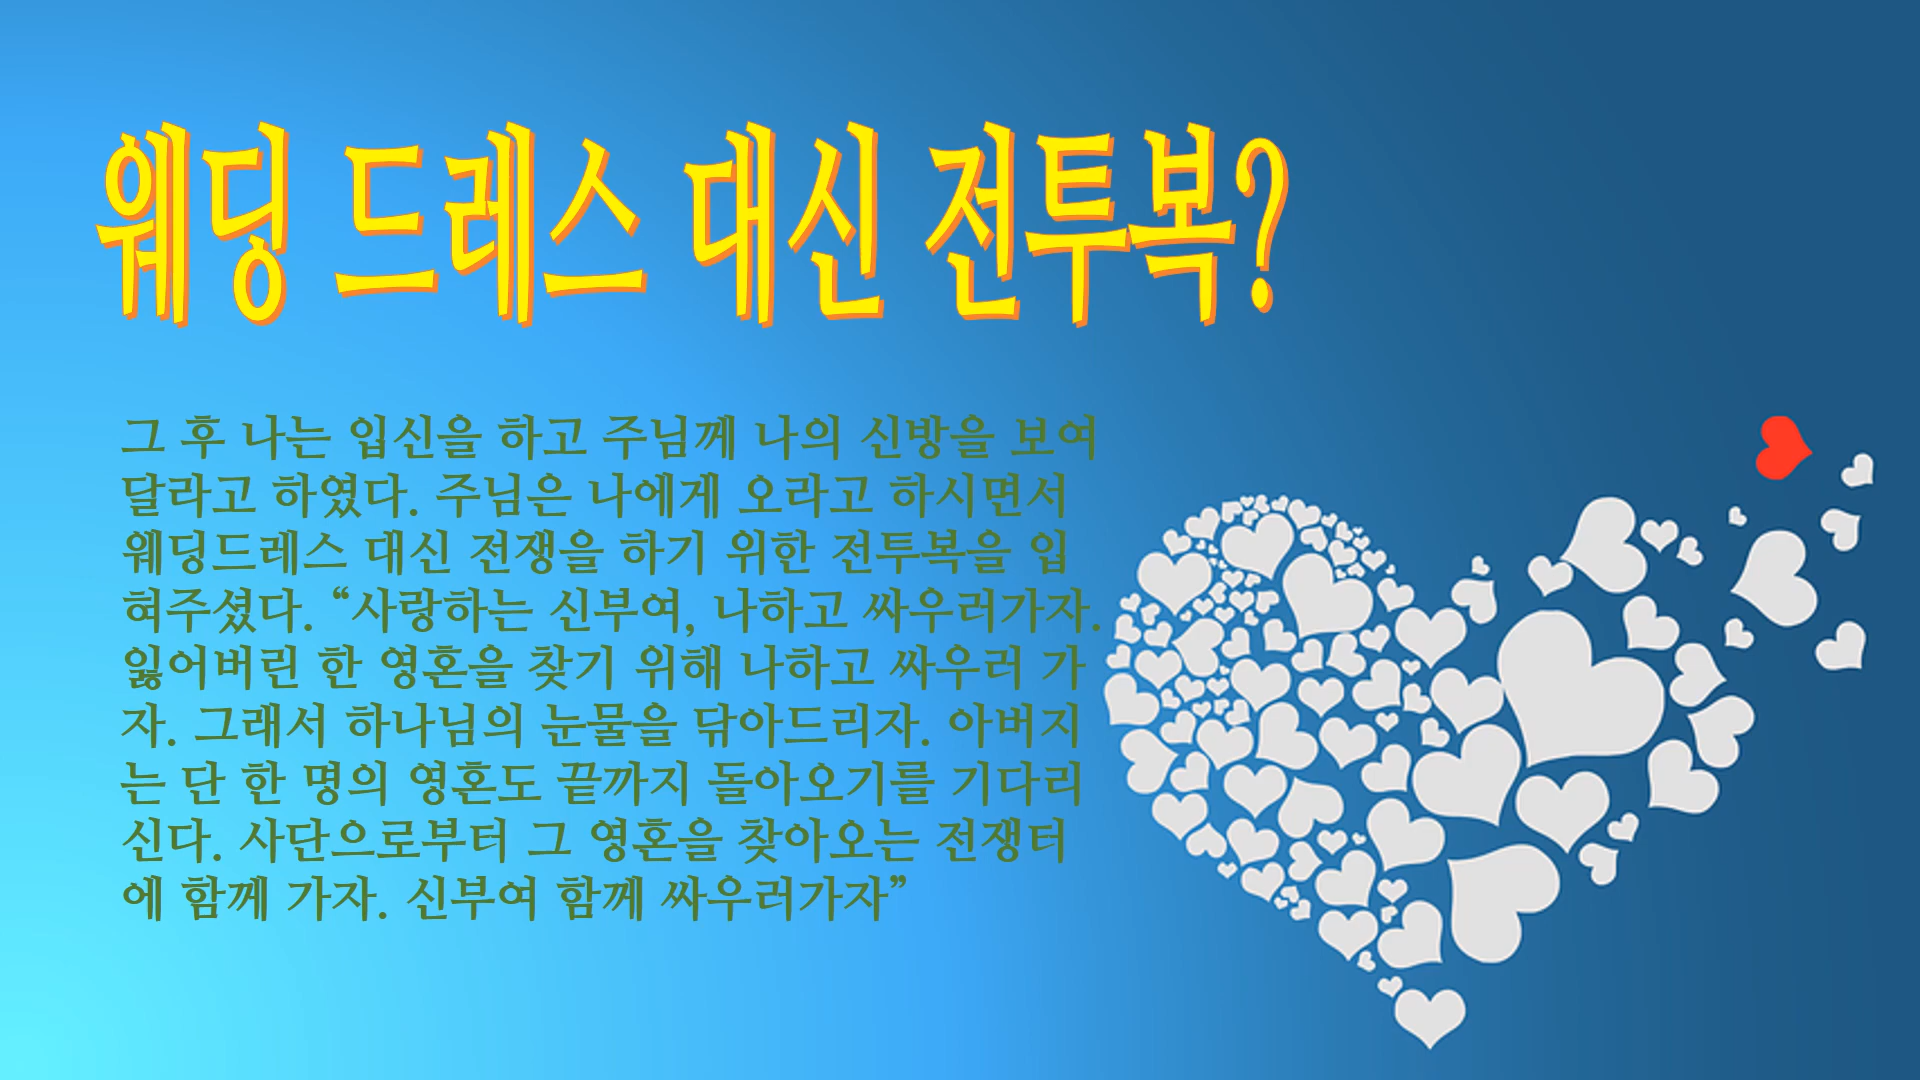 웨딩 드레스 대신 전투복?
그 후 나는 입신을 하고 주님께 나의 신방을 보여
달라고 하였다. 주님은 나에게 오라고 하시면서
웨딩드레스 대신 전쟁을 하기 위한 전투복을 입
혀주셨다. “사랑하는 신부여, 나하고 싸우러가자.
잃어버린 한 영혼을 찾기 위해 나하고 싸우러 가
자. 그래서 하나님의 눈물을 닦아드리자. 아버지
는 단 한 명의 영혼도 끝까지 돌아오기를 기다리
신다. 사단으로부터 그 영혼을 찾아오는 전쟁터
에 함께 가자. 신부여 함께 싸우러가자”